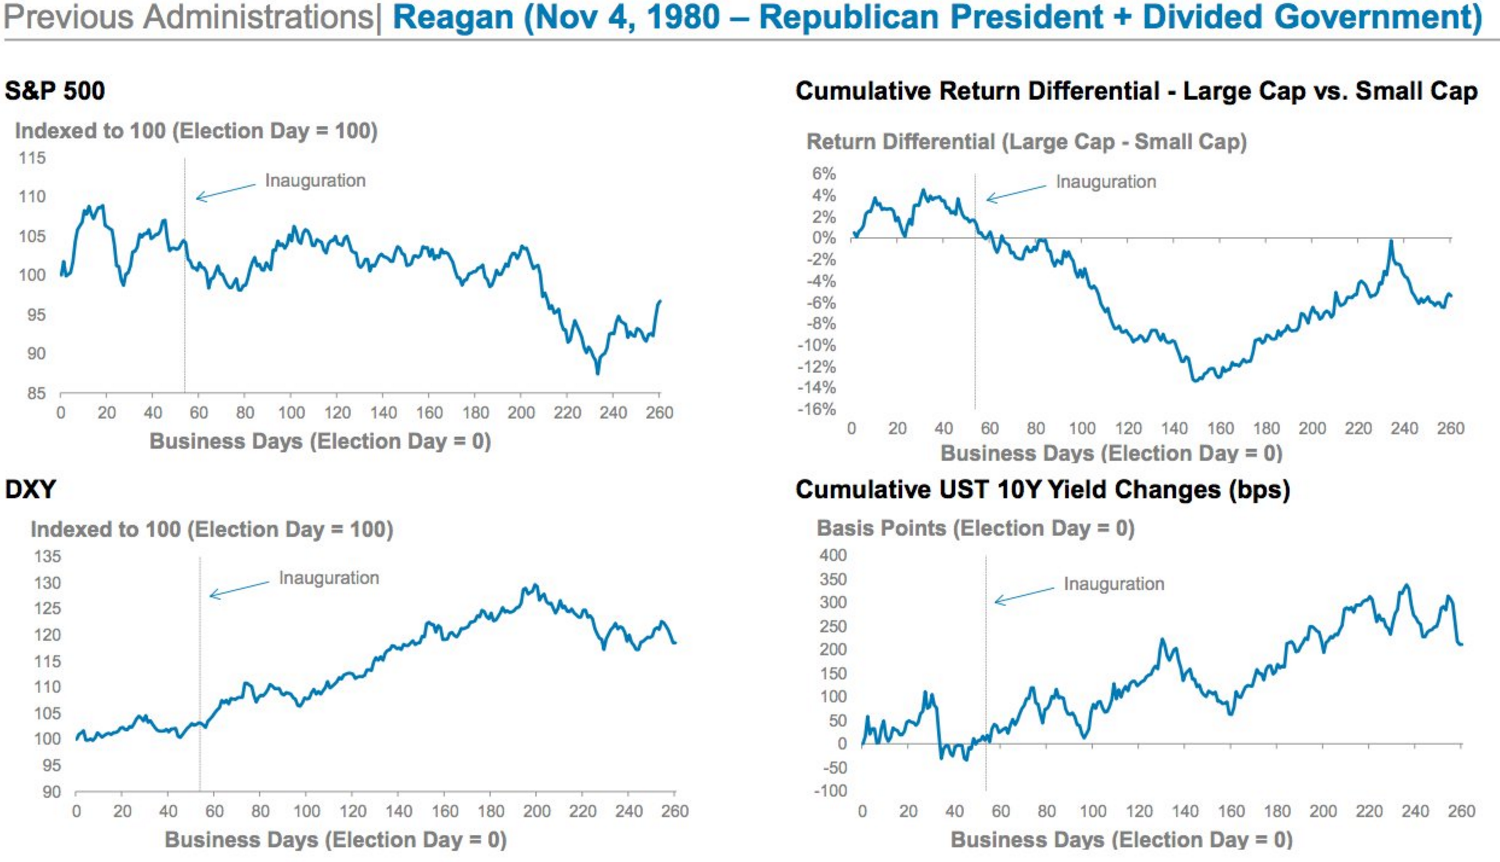 Previous Administrations| Reagan (Nov 4, 1980 – Republican President + Divided Government)
S&P 500
Indexed to 100 (Election Day = 100)
115
110
105
100
95
90
85
Inauguration
0 20 40 60 80 100 120 140 160 180 200 220 240 260
Business Days (Election Day = 0)
Cumulative Return Differential - Large Cap vs. Small Cap
Return Differential (Large Cap - Small Cap)
6%
4%
2%
0%
-2%
-4%
-6%
-8%
-10%
-12%
-14%
-16%
Inauguration
0 20 40 60 80 100 120 140 160 180 200 220 240 260
Business Days (Election Day = 0)
DXY
Indexed to 100 (Election Day = 100)
135
130
125
120
115
110
105
100
95
90
Inauguration
0 20 40 60 80 100 120 140 160 180 200 220 240 260
Business Days (Election Day = 0)
Cumulative UST 10Y Yield Changes (bps)
Basis Points (Election Day = 0)
400
350
300
250
200
150
100
50
0
-50
-100
Inauguration
0 20 40 60 80 100 120 140 160 180 200 220 240 260
Business Days (Election Day = 0)